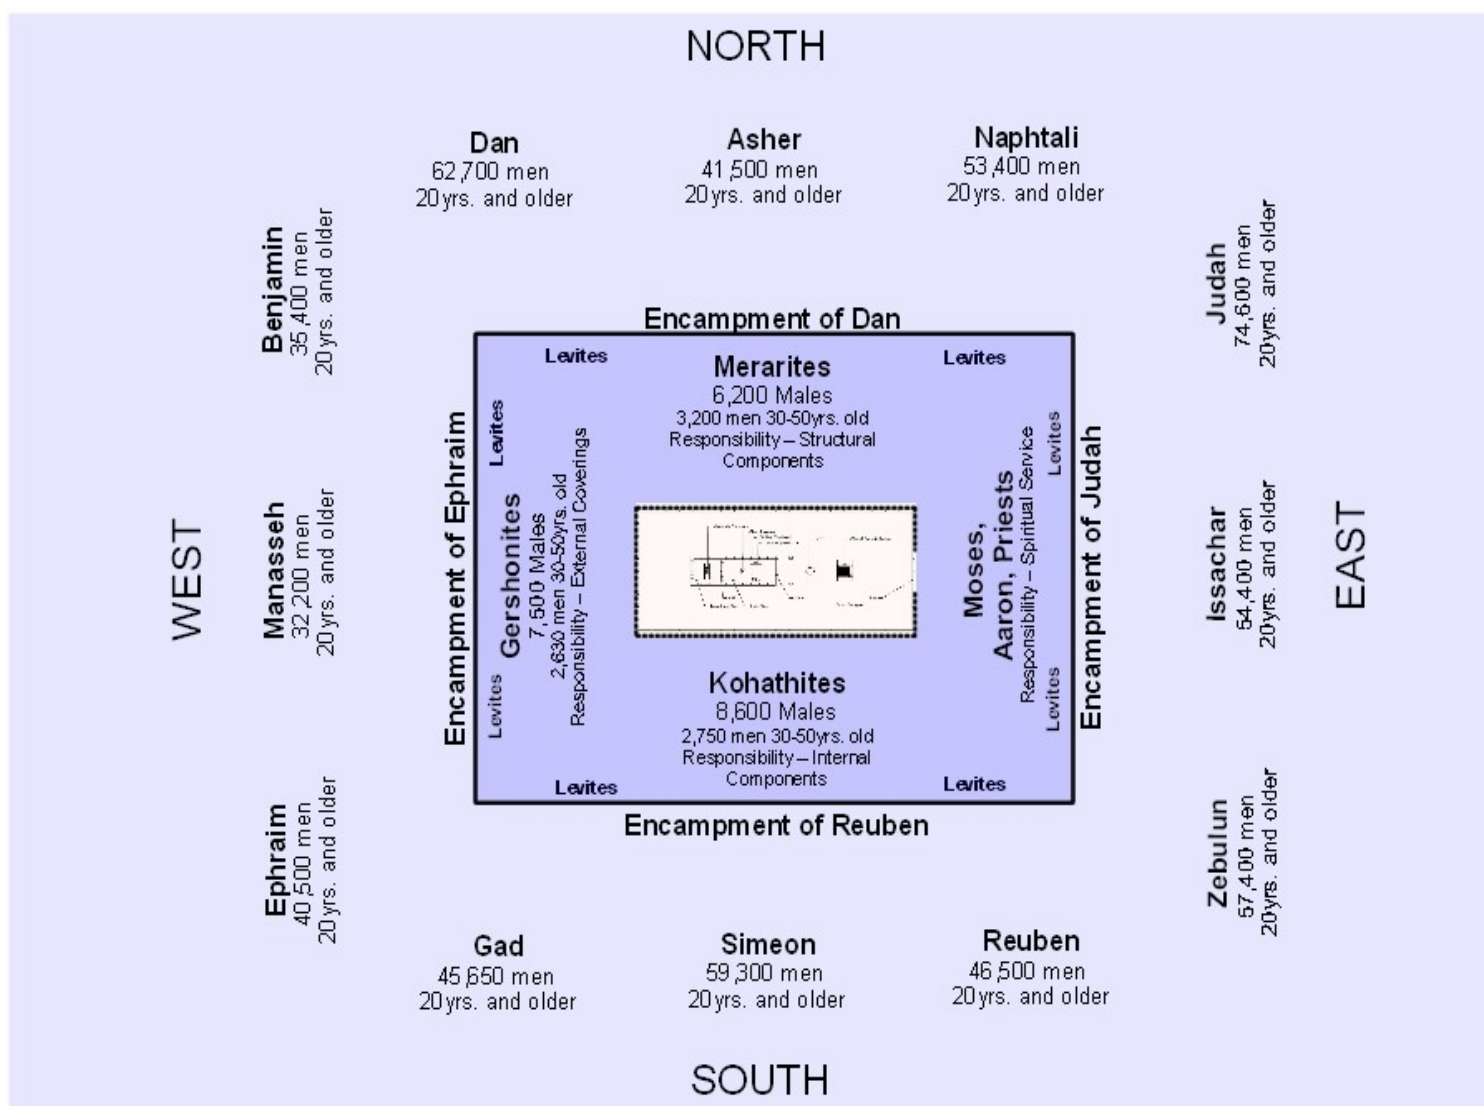 NORTH
Dan
62,700 men
20yrs. and older
Asher
41,500 men
20yrs. and older
Naphtali
53,400 men
20yrs. and older
WEST
Benjamin
35,400 men
20yrs. and older
Manasseh
32,200 men
20yrs. and older
Ephraim
40,500 men
20yrs. and older
Encampment of Dan
Encampment of Ephraim
Levites
Levites
Merarites
6,200 Males
3,200 men 30-50yrs. old
Responsibility – Structural
Components
Levites
Levites
Gershonites
7,500 Males
2,630 men 30-50yrs. old
Responsibility – External Coverings
Moses,
Aaron, Priests
Responsibility – Spiritual Service
Levites
Levites
Kohathites
8,600 Males
2,750 men 30-50yrs. old
Responsibility – Internal
Components
Levites
Levites
Encampment of Judah
Encampment of Reuben
Judah
74,600 men
20yrs. and older
Issachar
54,400 men
20yrs. and older
Zebulun
57,400 men
20yrs. and older
EAST
Gad
45,650 men
20yrs. and older
Simeon
59,300 men
20yrs. and older
Reuben
46,500 men
20yrs. and older
SOUTH